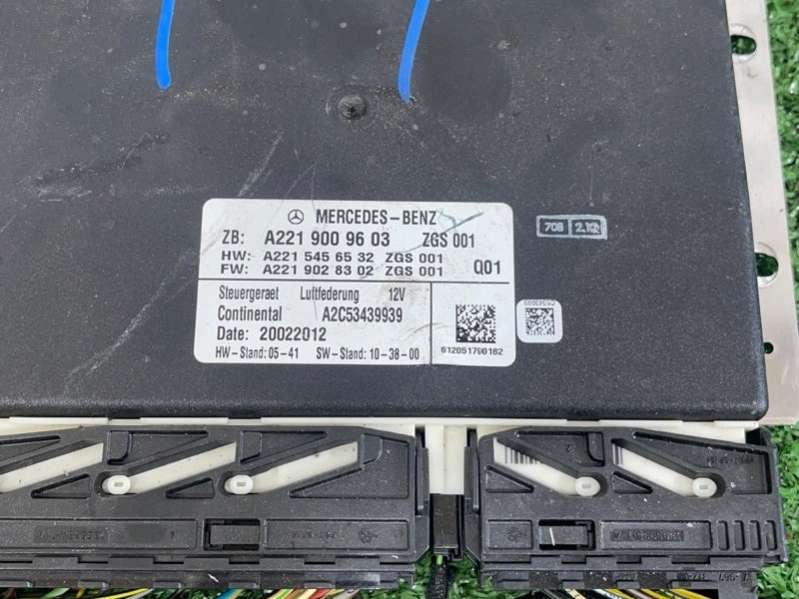 MERCEDES-BENZ
ZB: A221 900 96 03 ZGS 001
HW: A221 545 65 32 ZGS 001
FW: A221 902 83 02 ZGS 001 Q01
Steuergeraet Luftfederung 12V
Continental A2C53439939
Date: 20022012
HW-Stand: 05-41 SW-Stand: 10-38-00
612051790182
708 2.10